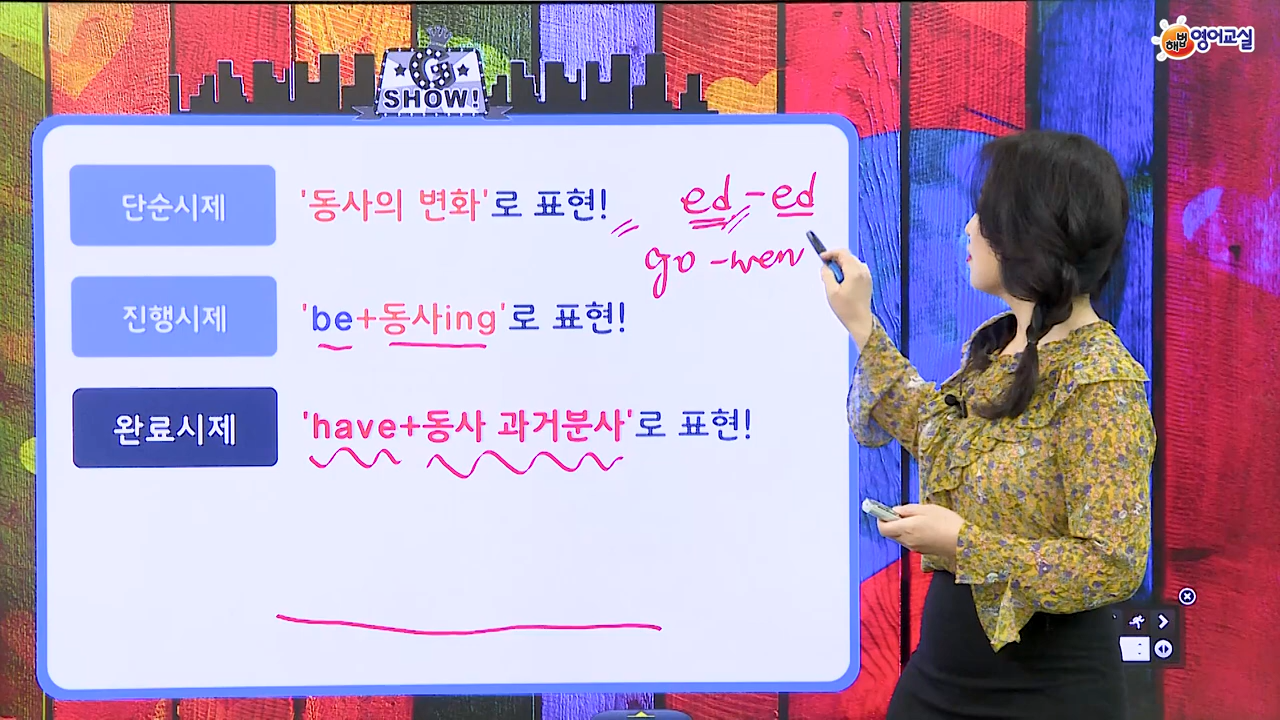 해법 영어교실
G
SHOW!
단순시제 '동사의 변화'로 표현!
ed - ed
go - wen
진행시제 'be+동사ing'로 표현!
완료시제 'have+동사 과거분사'로 표현!